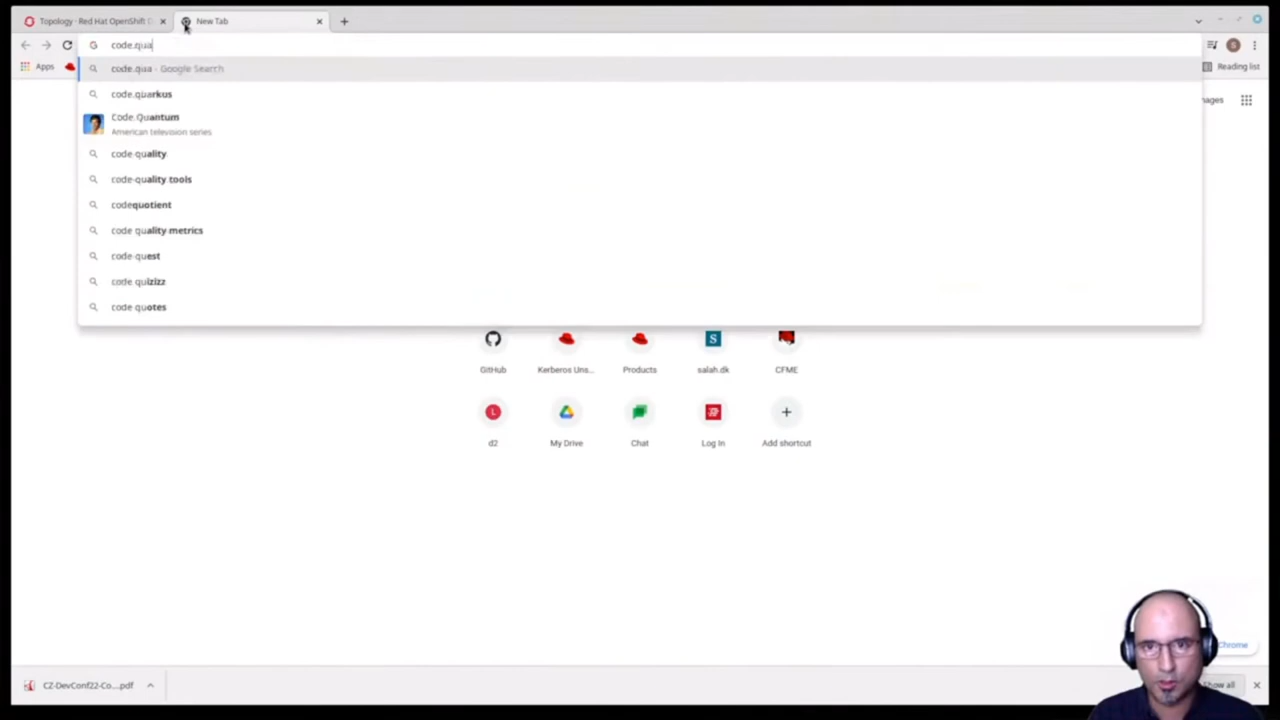 Topology · Red Hat OpenShift D
New Tab
code.qua
Apps
Reading list
code.qua - Google Search
code.quarkus
Code Quantum
American television series
code quality
code quality tools
codequotient
code quality metrics
code quest
code quizizz
code quotes
GitHub
Kerberos Uns...
Products
salah.dk
CFME
d2
My Drive
Chat
Log In
Add shortcut
Chrome
CZ-DevConf22-Co....pdf
Show all